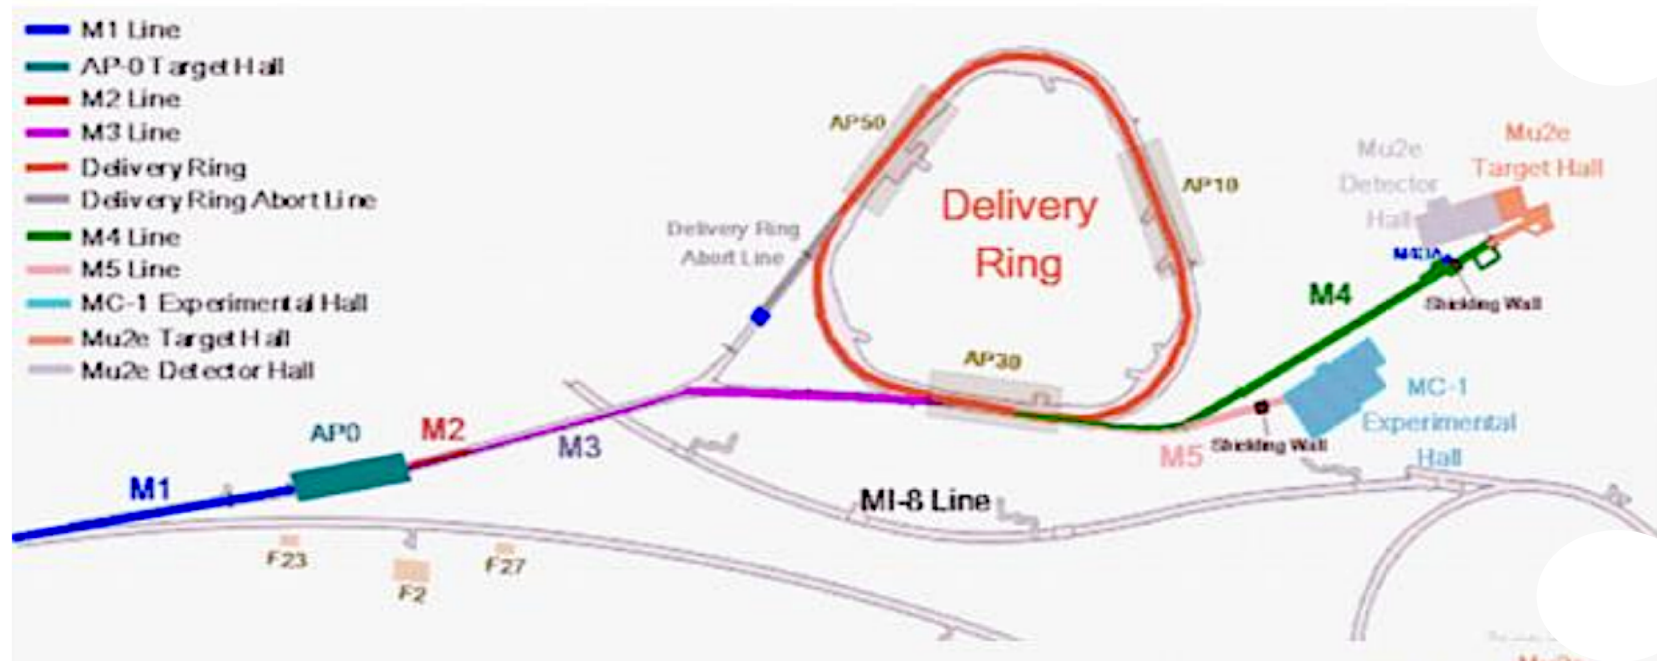 M1 Line
AP-0 Target Hall
M2 Line
M3 Line
Delivery Ring
Delivery Ring Abort Line
M4 Line
M5 Line
MC-1 Experimental Hall
Mu2e Target Hall
Mu2e Detector Hall
AP50
AP10
Delivery
Ring
Delivery Ring
Abort Line
AP30
Mu2e
Target Hall
Mu2e
Detector
Hall
M4
Shielding Wall
MC-1
Experimental
Hall
Shielding Wall
M5
AP0
M2
M3
M1
MI-8 Line
F23
F2
F27